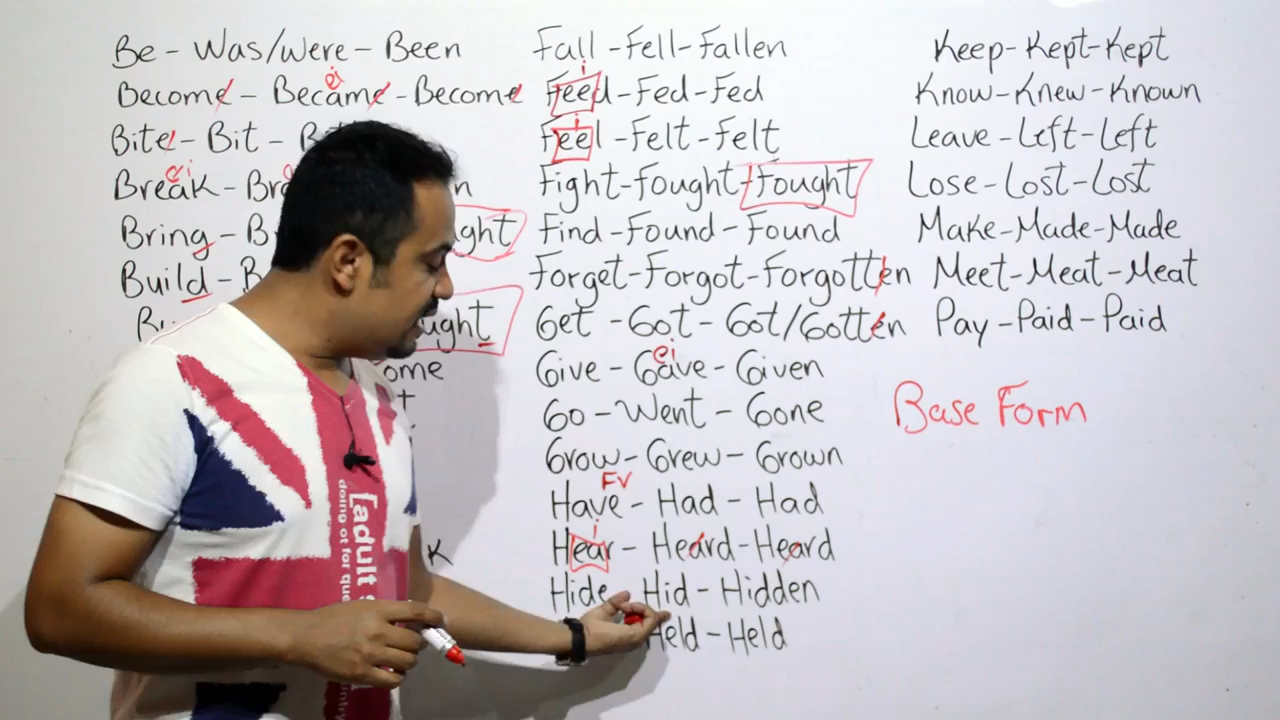 Be - Was/Were - Been
Become - Became - Become
Bite - Bit -
Break -
Bring -
Build -
ome
Fall - Fell - Fallen
Feed - Fed - Fed
Feel - Felt - Felt
Fight - Fought - Fought
Find - Found - Found
Forget - Forgot - Forgotten
Get - Got - Got/Gotten
Give - Gave - Given
Go - Went - Gone
Grow - Grew - Grown
FV
Have - Had - Had
Hear - Heard - Heard
Hide - Hid - Hidden
Held - Held
Keep - Kept - Kept
Know - Knew - Known
Leave - Left - Left
Lose - Lost - Lost
Make - Made - Made
Meet - Meat - Meat
Pay - Paid - Paid
Base Form
[adult
doing ot for que